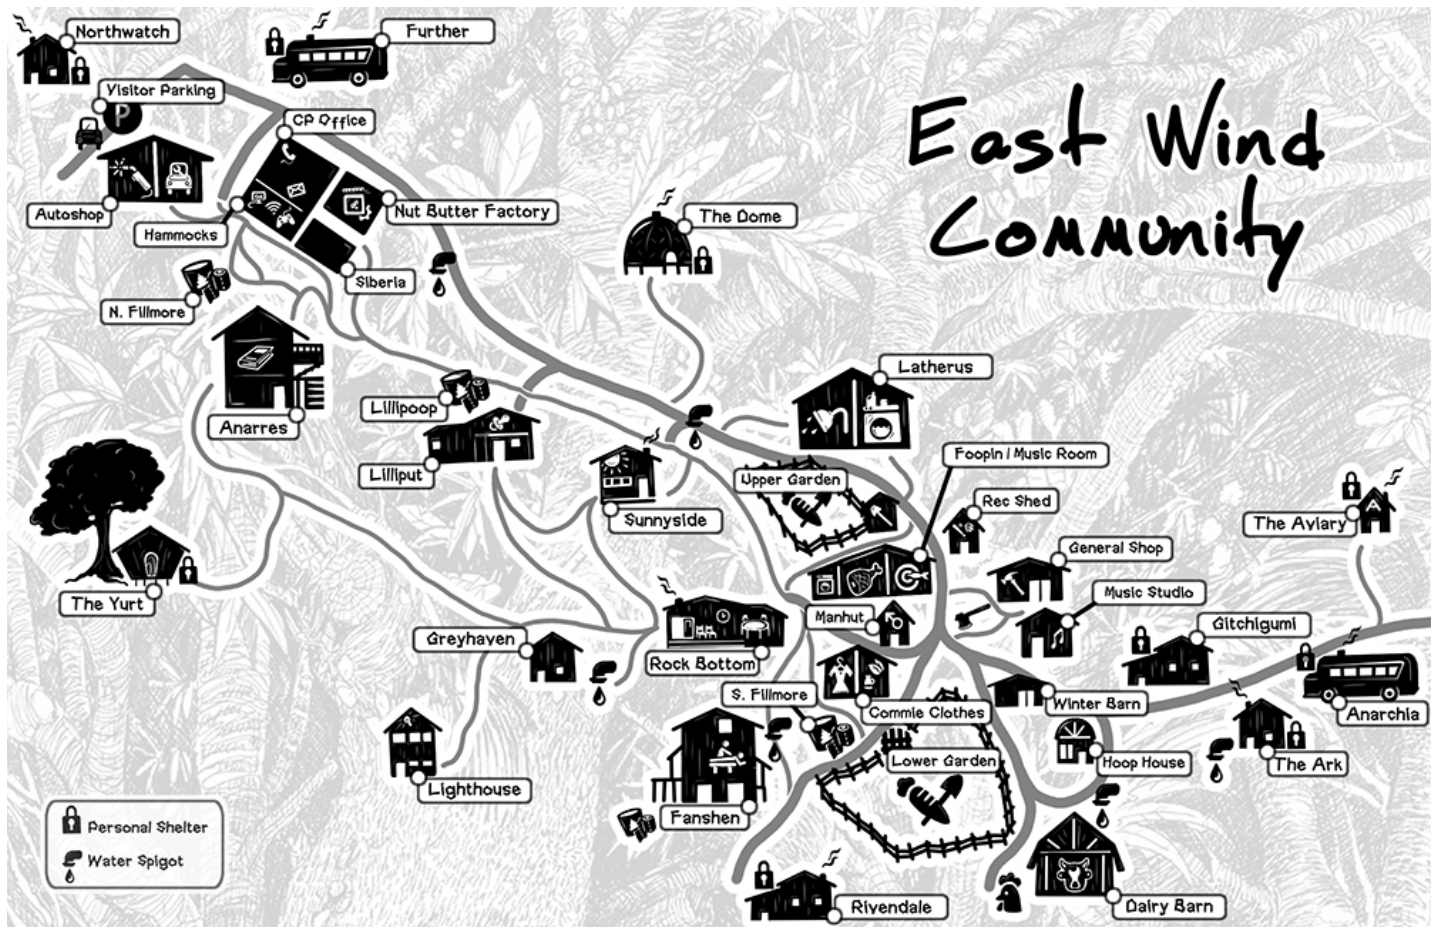 Northwatch
Further
Visitor Parking
P
CP Office
East Wind
Community
Autoshop
Hammocks
Nut Butter Factory
The Dome
Siberia
N. Fillmore
Latherus
Lillipoop
Anarres
Foopin / Music Room
Lilliput
Upper Garden
Rec Shed
Sunnyside
The Aviary
A
General Shop
The Yurt
Music Studio
Manhut
Gitchigumi
Greyhaven
Rock Bottom
S. Fillmore
Commie Clothes
Winter Barn
Anarchia
Lower Garden
Hoop House
The Ark
Lighthouse
Fanshen
Personal Shelter
Water Spigot
Rivendale
Dairy Barn